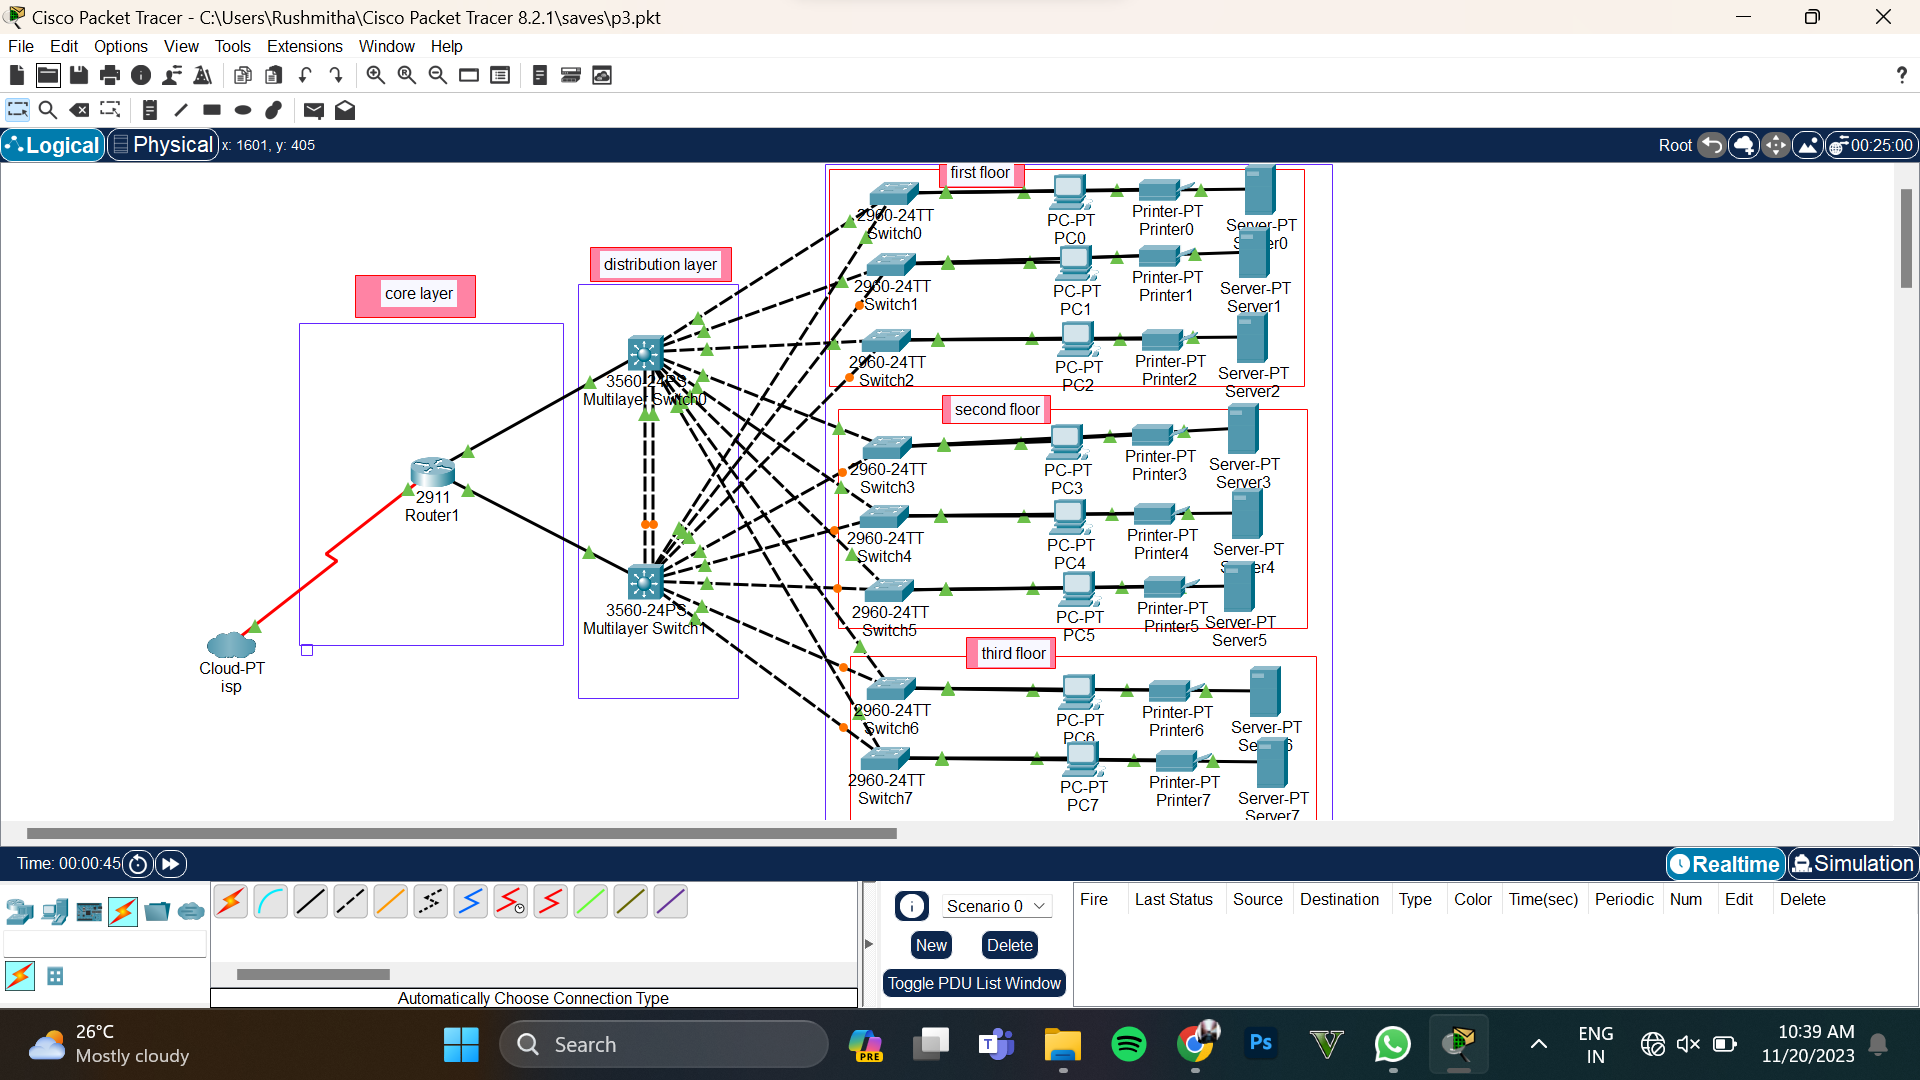 Cisco Packet Tracer - C:\Users\Rushmitha\Cisco Packet Tracer 8.2.1\saves\p3.pkt
File Edit Options View Tools Extensions Window Help
?
Logical Physical x: 1601, y: 405 Root 00:25:00
first floor
2960-24TT
Switch0
PC-PT
PC0
Printer-PT
Printer0
Server-PT
2960-24TT
Switch1
PC-PT
PC1
Printer-PT
Printer1
Server-PT
Server1
2960-24TT
Switch2
PC-PT
PC2
Printer-PT
Printer2
Server-PT
Server2
distribution layer
core layer
3560-24PS
Multilayer Switch0
second floor
2960-24TT
Switch3
PC-PT
PC3
Printer-PT
Printer3
Server-PT
Server3
2911
Router1
2960-24TT
Switch4
PC-PT
PC4
Printer-PT
Printer4
Server-PT
3560-24PS
Multilayer Switch1
2960-24TT
Switch5
PC-PT
PC5
Printer-PT
Printer5
Server-PT
Server5
Cloud-PT
isp
third floor
2960-24TT
Switch6
PC-PT
PC6
Printer-PT
Printer6
Server-PT
2960-24TT
Switch7
PC-PT
PC7
Printer-PT
Printer7
Server-PT
Server7
Time: 00:00:45 Realtime Simulation
Scenario 0
New Delete
Toggle PDU List Window
Fire Last Status Source Destination Type Color Time(sec) Periodic Num Edit Delete
Automatically Choose Connection Type
26°C
Mostly cloudy
Search
PRE
T
Ps
V
ENG
IN
10:39 AM
11/20/2023